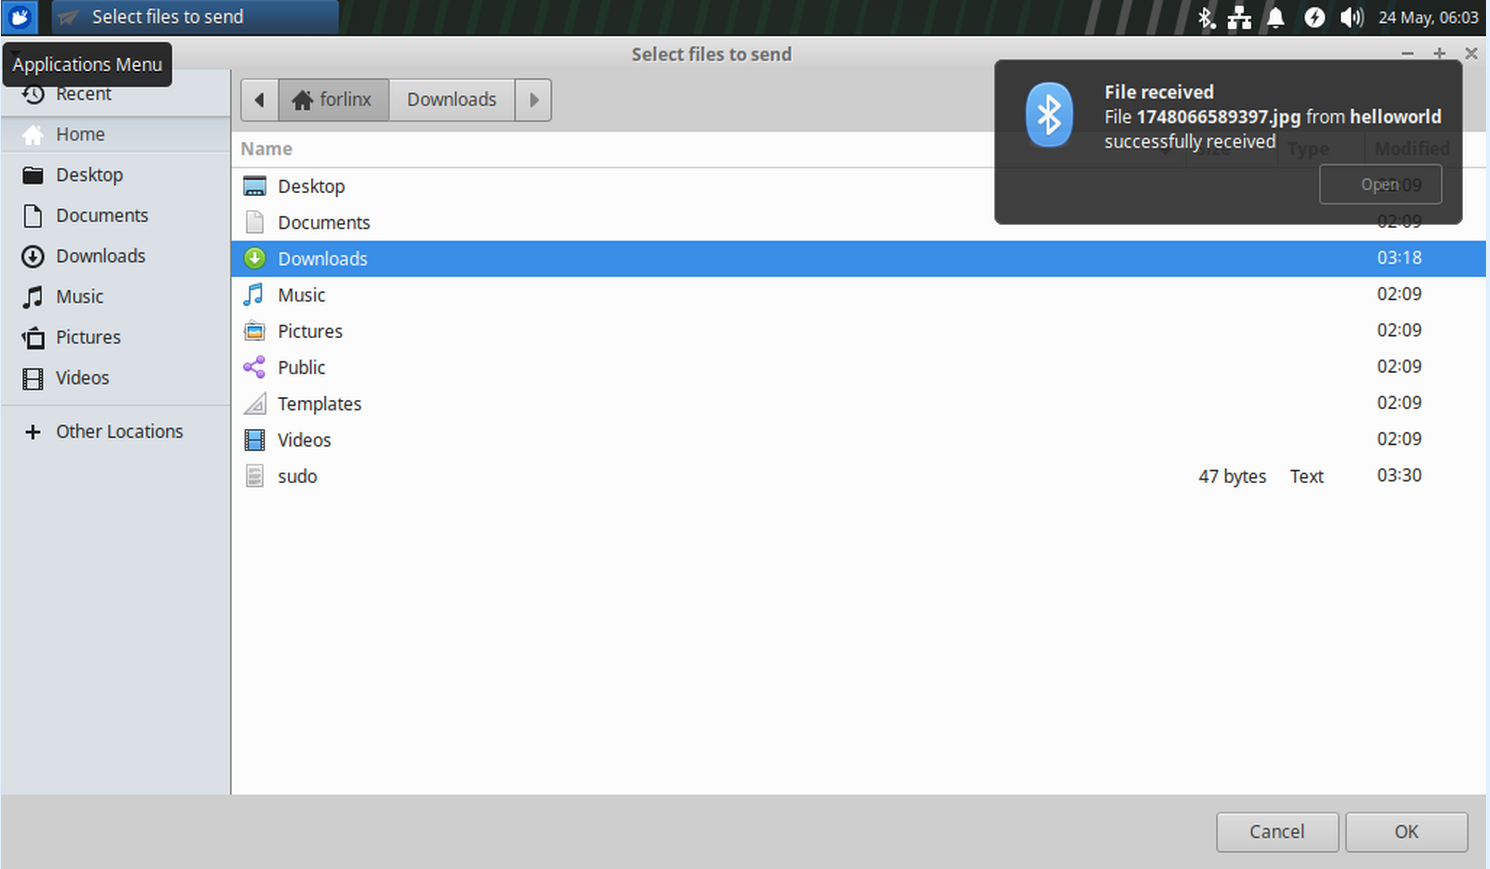 Select files to send
24 May, 06:03
Applications Menu
Select files to send
Recent
Home
Desktop
Documents
Downloads
Music
Pictures
Videos
Other Locations
forlinx
Downloads
Name
Size
Type
Modified
File received
File 1748066589397.jpg from helloworld
successfully received
Open
Desktop 02:09
Documents 02:09
Downloads 03:18
Music 02:09
Pictures 02:09
Public 02:09
Templates 02:09
Videos 02:09
sudo 47 bytes Text 03:30
Cancel
OK